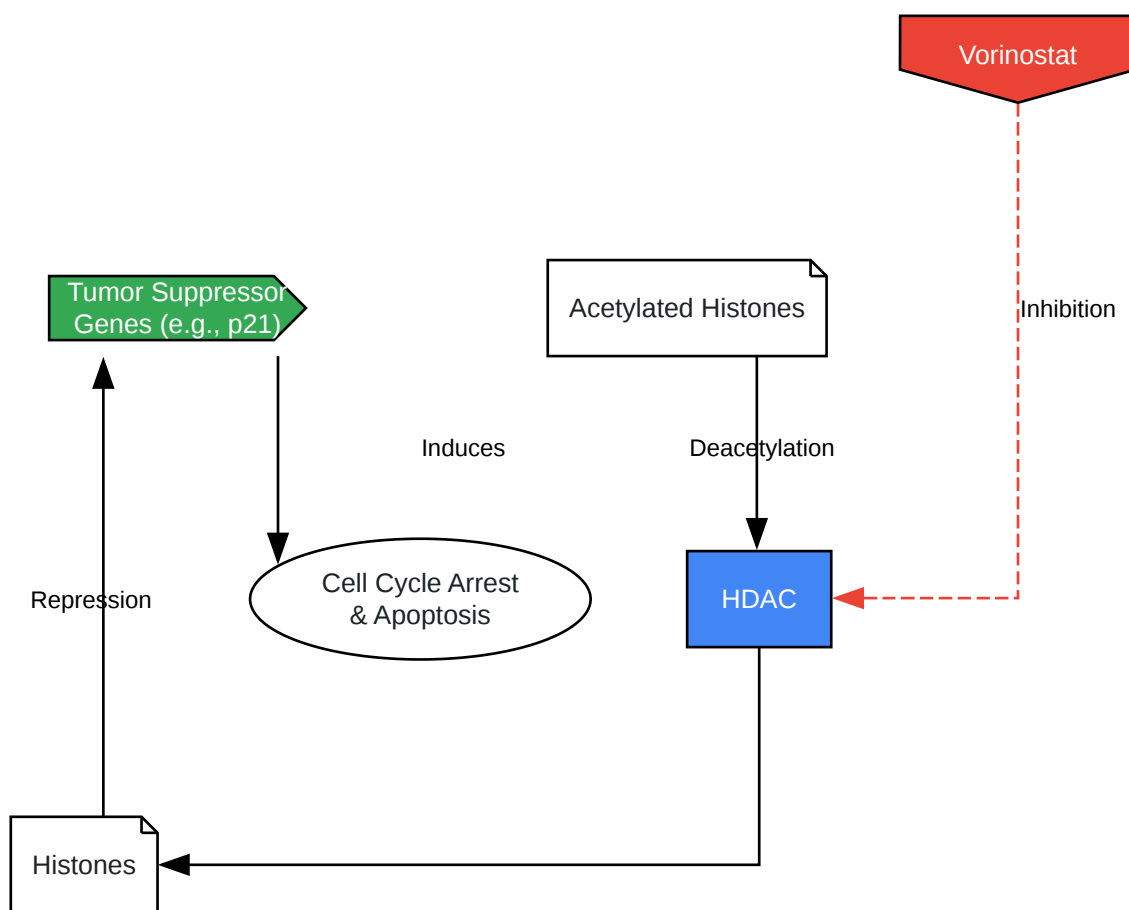 Vorinostat
Tumor Suppressor
Genes (e.g., p21)
Acetylated Histones
Inhibition
Induces
Deacetylation
Cell Cycle Arrest
& Apoptosis
HDAC
Repression
Histones